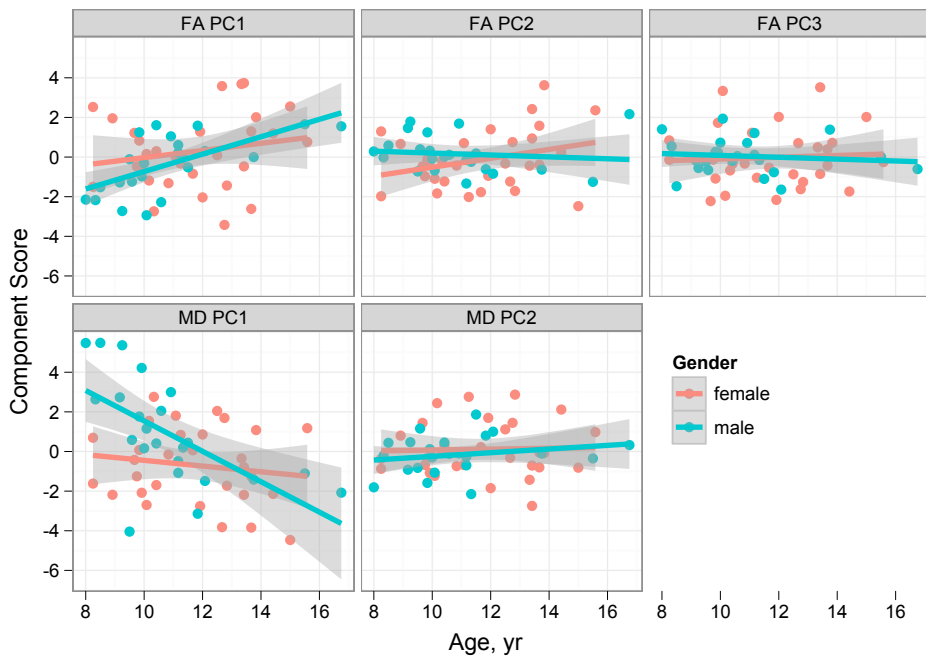 FA PC1 FA PC2 FA PC3
4
2
0
-2
-4
-6
Component Score
MD PC1 MD PC2
4
2
0
-2
-4
-6
Gender
female
male
8 10 12 14 16 8 10 12 14 16 8 10 12 14 16
Age, yr